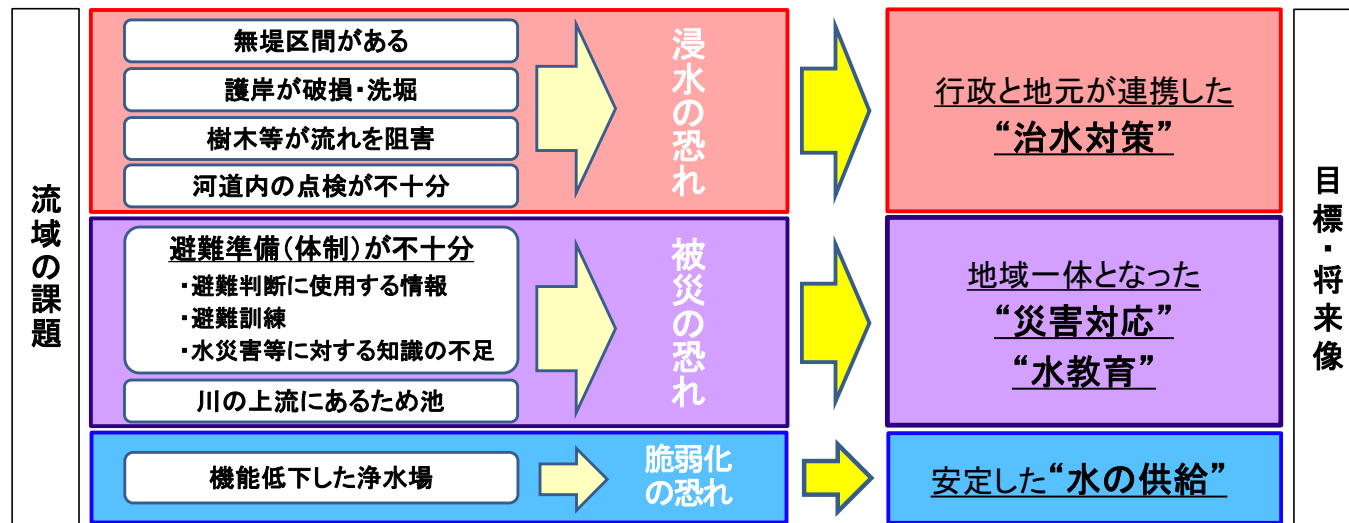 流域の課題
無堤区間がある
護岸が破損・洗堀
樹木等が流れを阻害
河道内の点検が不十分
浸水の恐れ
行政と地元が連携した
“治水対策”
避難準備(体制)が不十分
・避難判断に使用する情報
・避難訓練
・水災害等に対する知識の不足
川の上流にあるため池
被災の恐れ
地域一体となった
“災害対応”
“水教育”
機能低下した浄水場
脆弱化
の恐れ
安定した“水の供給”
目標・将来像